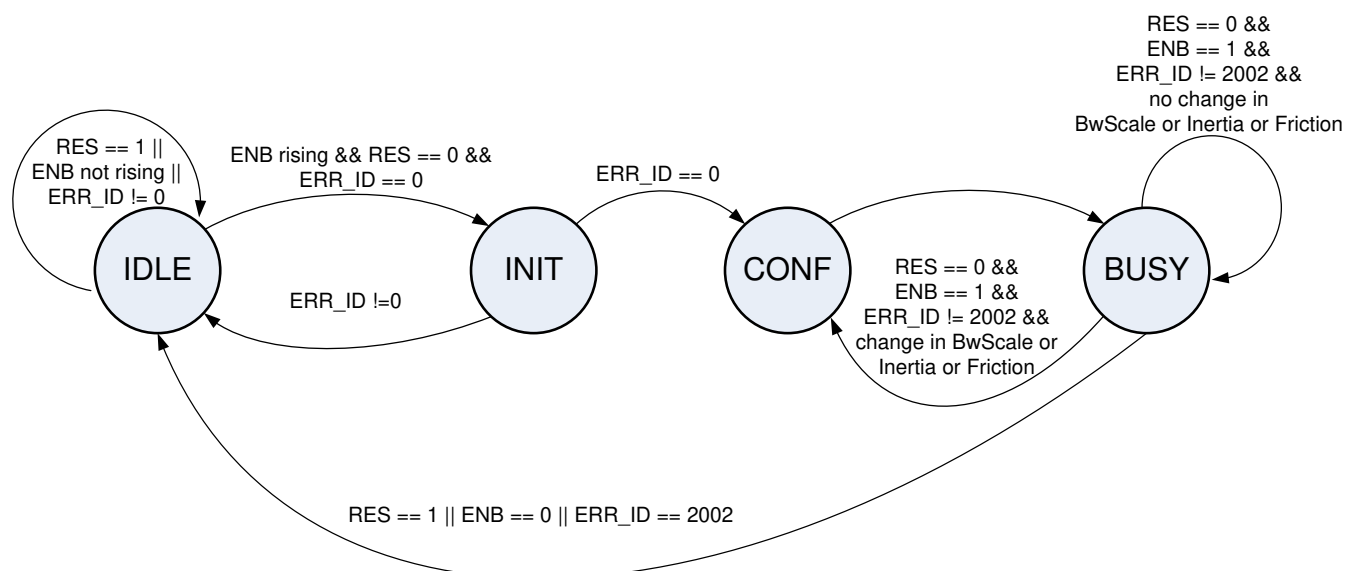 RES == 0 &&
ENB == 1 &&
ERR_ID != 2002 &&
no change in
BwScale or Inertia or Friction
RES == 1 ||
ENB not rising ||
ERR_ID != 0
ENB rising && RES == 0 &&
ERR_ID == 0
ERR_ID == 0
IDLE
INIT
CONF
BUSY
RES == 0 &&
ENB == 1 &&
ERR_ID != 2002 &&
change in BwScale or
Inertia or Friction
ERR_ID !=0
RES == 1 || ENB == 0 || ERR_ID == 2002